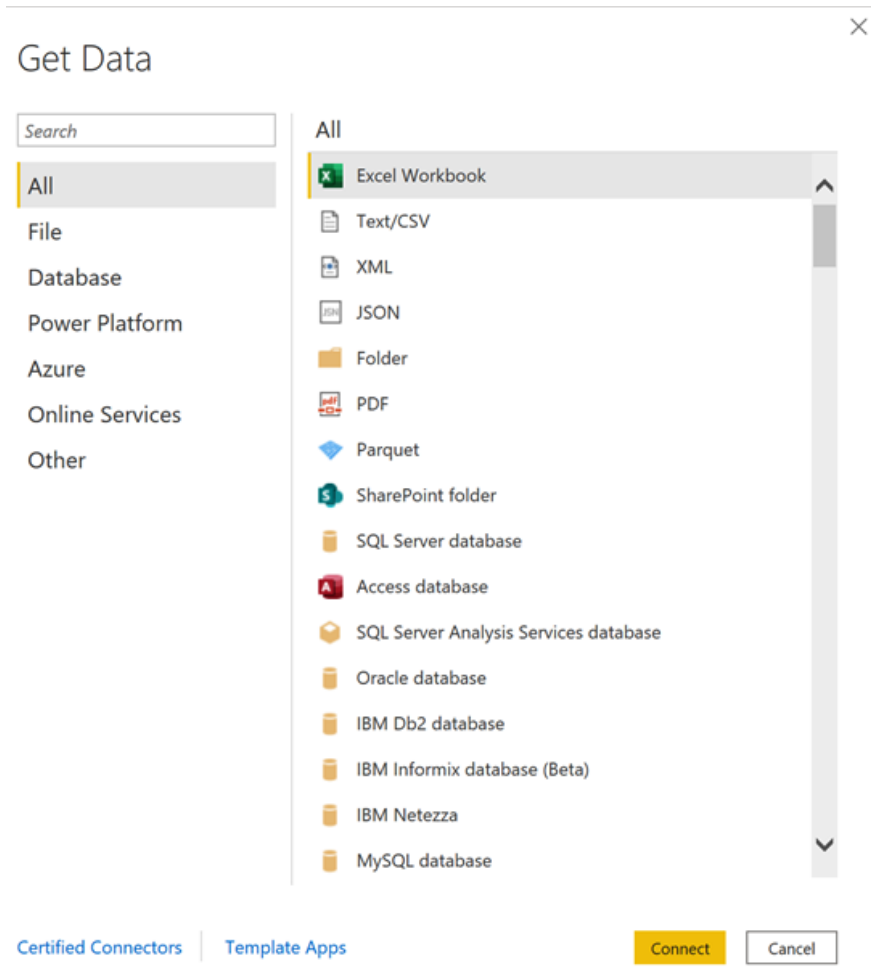 Get Data
Search
All
File
Database
Power Platform
Azure
Online Services
Other
All
Excel Workbook
Text/CSV
XML
JSN JSON
Folder
pdf PDF
Parquet
S SharePoint folder
SQL Server database
A Access database
SQL Server Analysis Services database
Oracle database
IBM Db2 database
IBM Informix database (Beta)
IBM Netezza
MySQL database
Certified Connectors
Template Apps
Connect
Cancel